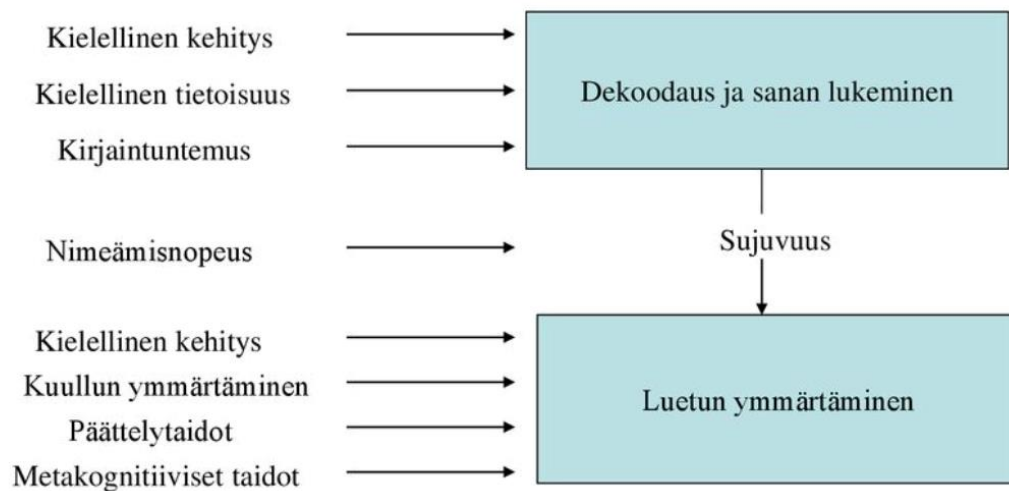 Kielellinen kehitys
Kielellinen tietoisuus
Kirjaintuntemus
Dekoodaus ja sanan lukeminen
Nimeämisnopeus
Sujuvuus
Kielellinen kehitys
Kuullun ymmärtäminen
Päättelytaidot
Metakognitiiviset taidot
Luetun ymmärtäminen